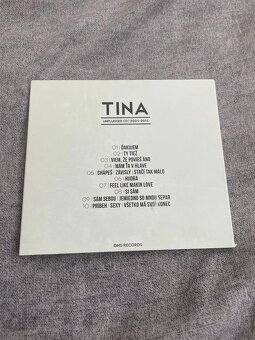 TINA
UNPLUGGED CD | 2001-2014
01 | ĎAKUJEM
02 | TY TIEŽ
03 | VIEM, ŽE POVIEŠ ÁNO
04 | MÁM ŤA V HLAVE
05 | CHÁPEŠ | ZÁVISLÝ | STAČÍ TAK MÁLO
06 | HUDBA
07 | FEEL LIKE MAKIN LOVE
08 | SI SÁM
09 | SÁM SEBOU | JEMIEDNO SO MNOU SEPAR
10 | PRÍBEH | SEXY | VŠETKO MÁ SVOJ KONIEC
DMS RECORDS